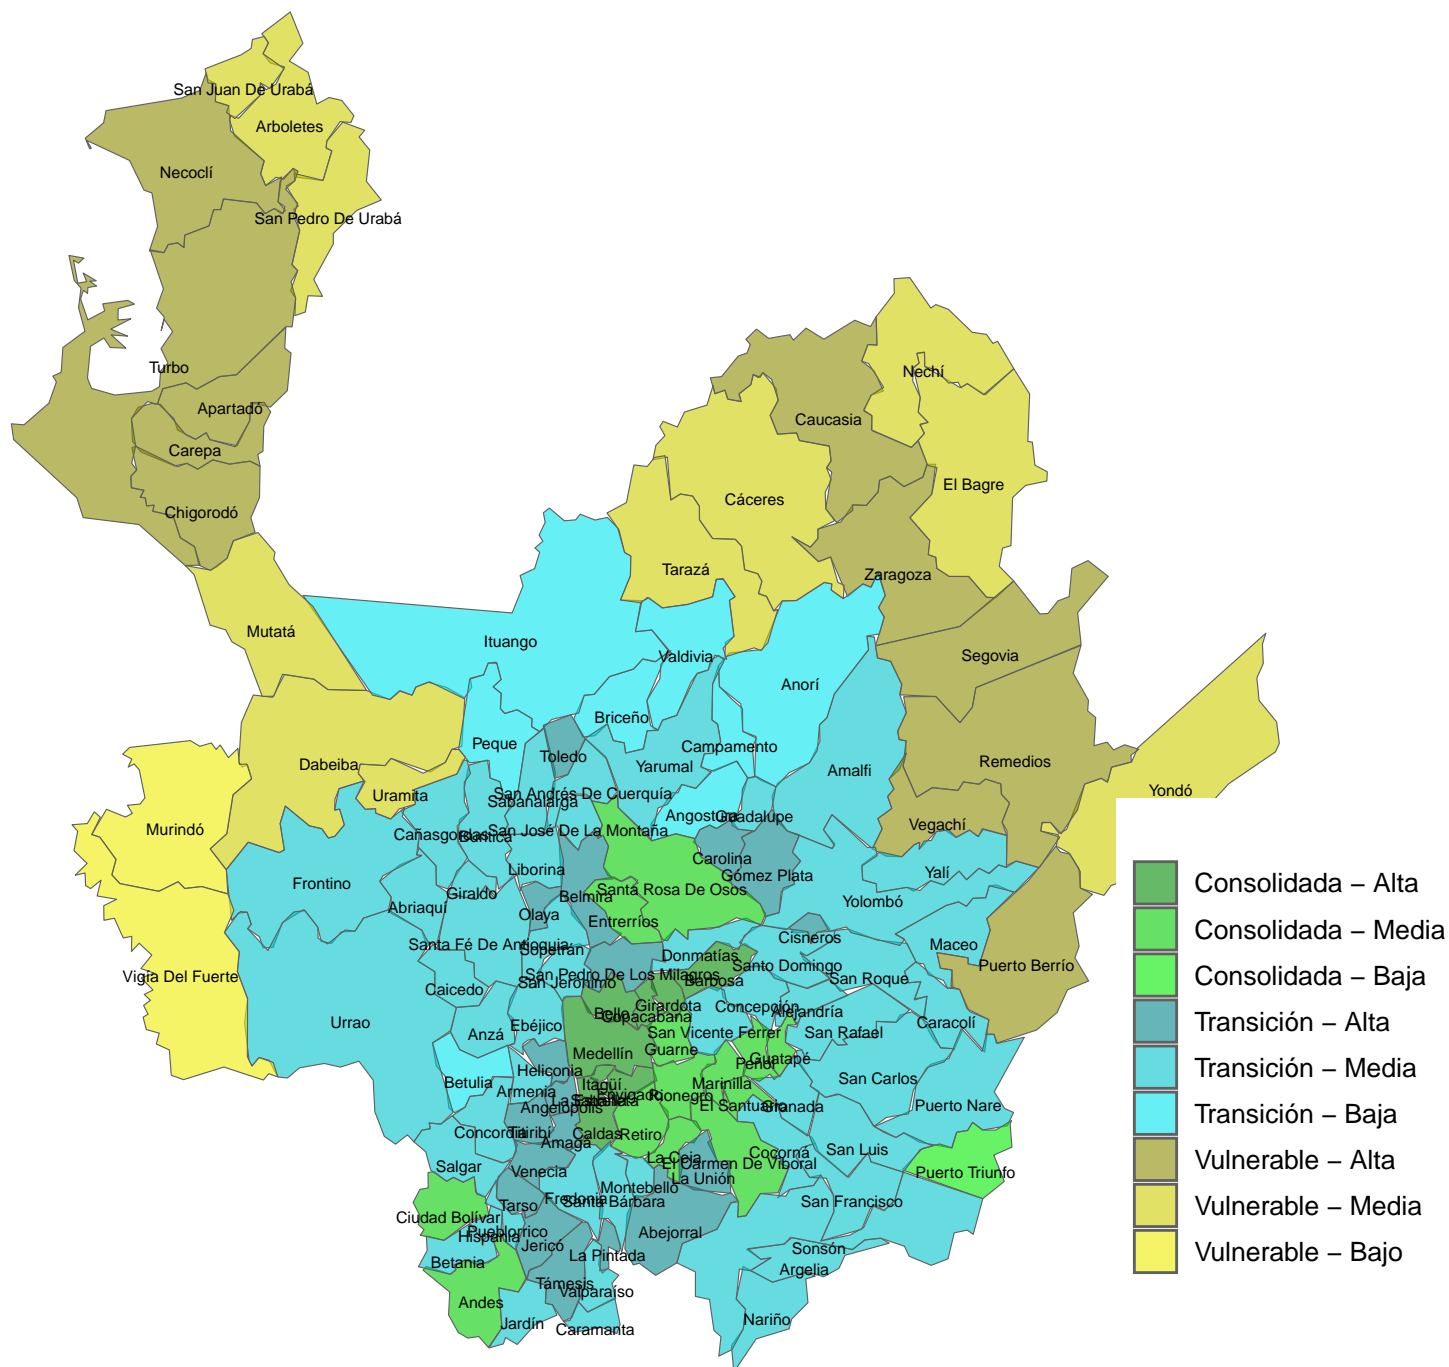 San Juan De Urabá
Arboletes
Necoclí
San Pedro De Urabá
Turbo
Nechí
Apartadó
Caucasia
Carepa
El Bagre
Cáceres
Chigorodó
Tarazá
Zaragoza
Mutatá
Ituango
Valdivia
Segovia
Anorí
Briceño
Peque
Campamento
Toledo
Dabeiba
Yarumal
Amalfi
Remedios
Yondó
Uramita
San Andrés De Cuerquía
Sabanalarga
Angostura
Guadalupe
Murindó
Cañasgordas
Buriticá
San José De La Montaña
Vegachí
Carolina
Liborina
Gómez Plata
Yalí
Frontino
Giraldo
Belmira
Santa Rosa De Osos
Abriaquí
Olaya
Entrerríos
Yolombó
Cisneros
Santa Fé De Antioquia
Sopetrán
Donmatías
Maceo
Vigía Del Fuerte
San Pedro De Los Milagros
Santo Domingo
Puerto Berrío
Caicedo
San Jerónimo
Barbosa
San Roque
Urrao
Anzá
Ebéjico
Bello
Girardota
Copacabana
Concepción
Alejandría
Caracolí
San Vicente Ferrer
San Rafael
Medellín
Guarne
Guatapé
Peñol
Betulia
Heliconia
Armenia
Itagüí
Marinilla
San Carlos
La Estrella
Sabaneta
Envigado
Rionegro
Angelópolis
El Santuario
Granada
Puerto Nare
Concordia
Titiribí
Amagá
Caldas
Retiro
Cocorná
San Luis
Salgar
Venecia
La Ceja
El Carmen De Viboral
Puerto Triunfo
La Unión
Montebello
Tarso
Fredonia
Santa Bárbara
San Francisco
Ciudad Bolívar
Pueblorrico
Hispania
Jericó
Abejorral
Betania
La Pintada
Sonsón
Argelia
Támesis
Valparaíso
Andes
Jardín
Caramanta
Nariño
Consolidada – Alta
Consolidada – Media
Consolidada – Baja
Transición – Alta
Transición – Media
Transición – Baja
Vulnerable – Alta
Vulnerable – Media
Vulnerable – Bajo